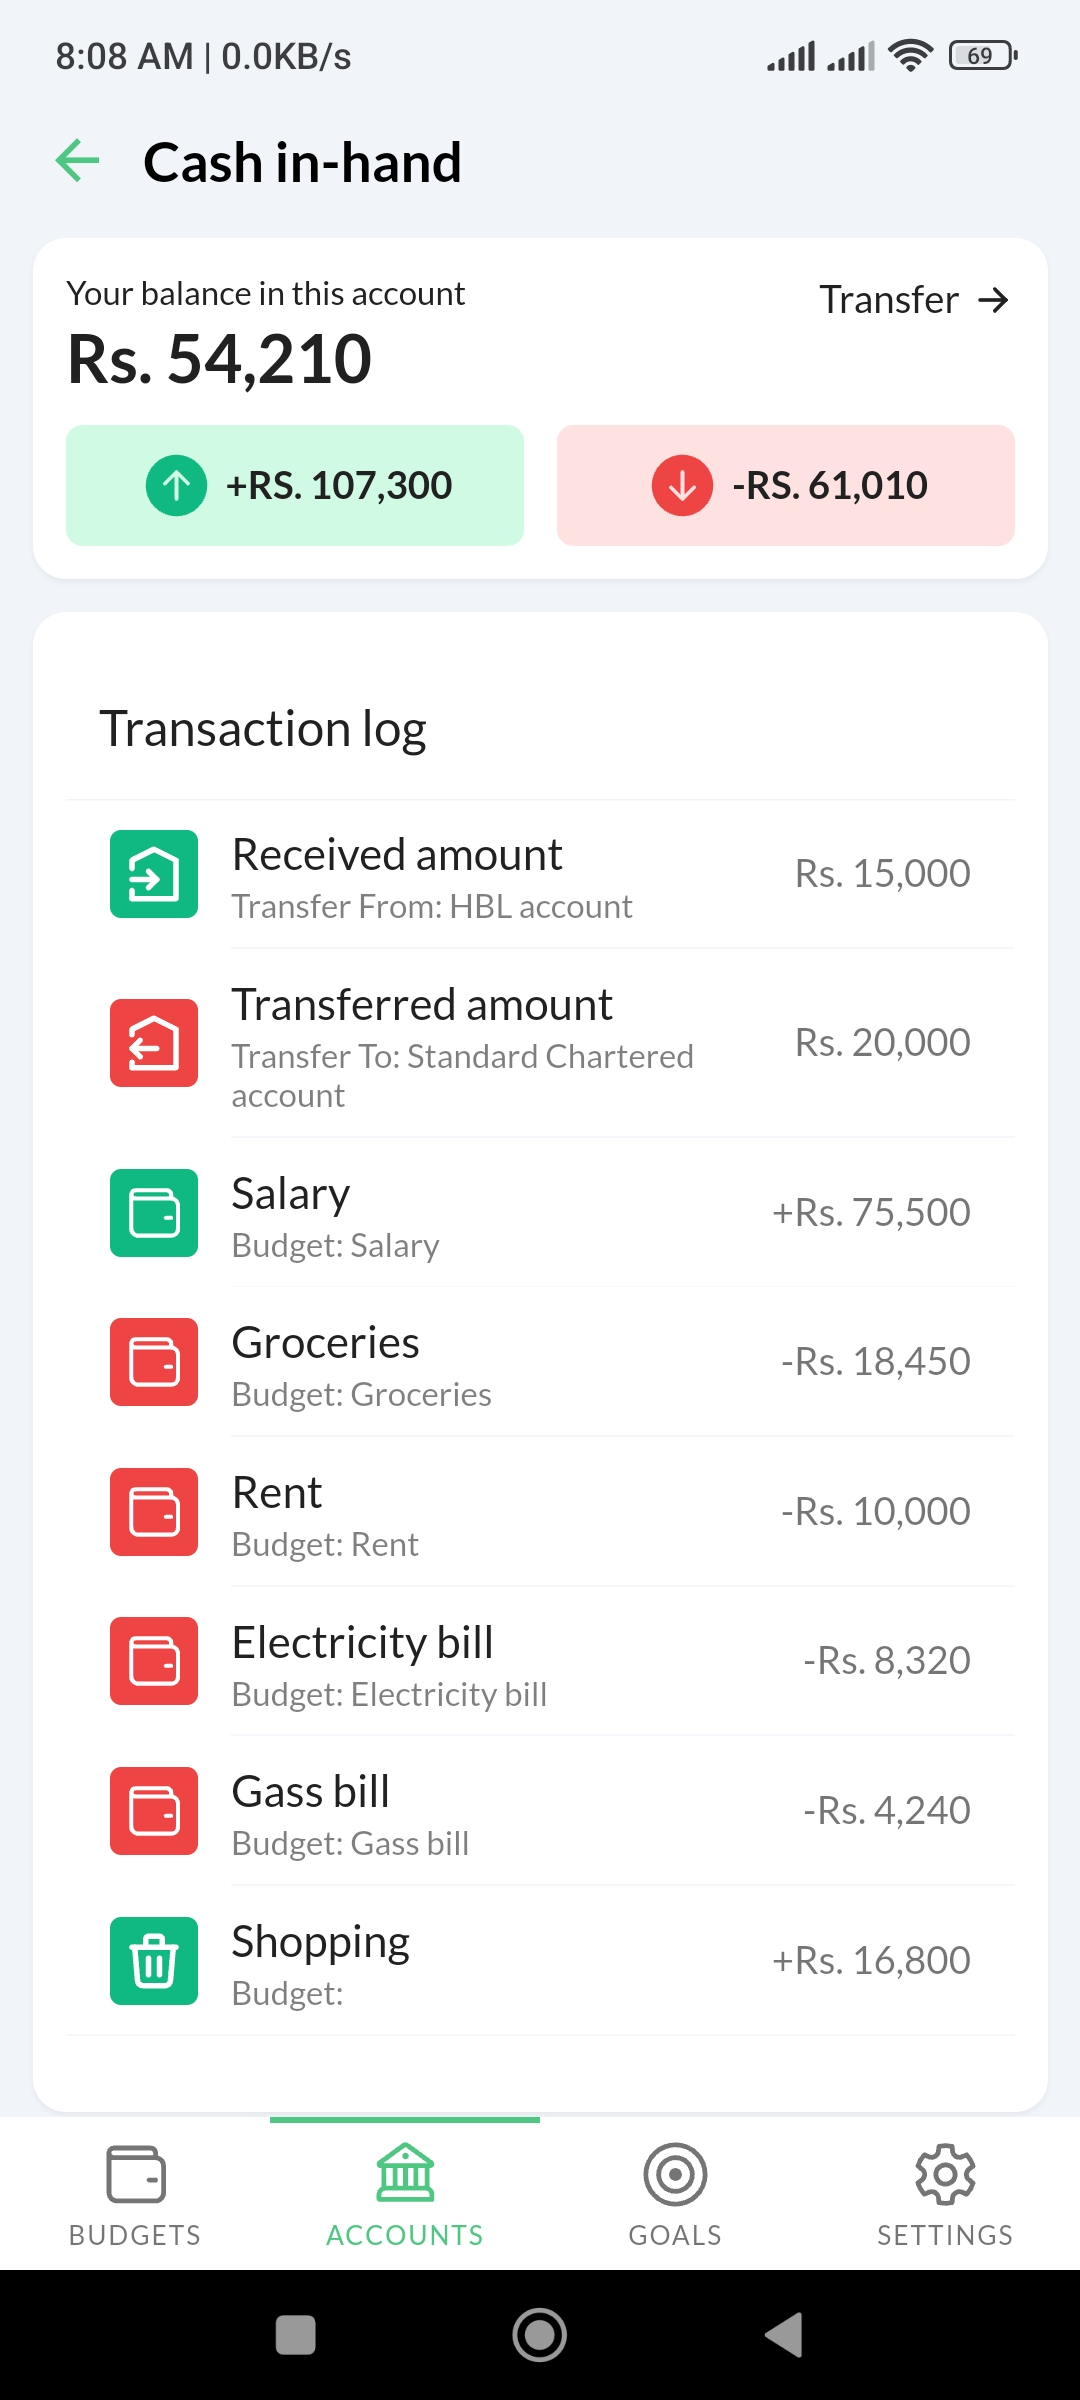 8:08 AM | 0.0KB/s
69
Cash in-hand
Your balance in this account
Transfer →
Rs. 54,210
+RS. 107,300
-RS. 61,010
Transaction log
Received amount
Rs. 15,000
Transfer From: HBL account
Transferred amount
Rs. 20,000
Transfer To: Standard Chartered
account
Salary
+Rs. 75,500
Budget: Salary
Groceries
-Rs. 18,450
Budget: Groceries
Rent
-Rs. 10,000
Budget: Rent
Electricity bill
-Rs. 8,320
Budget: Electricity bill
Gass bill
-Rs. 4,240
Budget: Gass bill
Shopping
+Rs. 16,800
Budget:
BUDGETS
ACCOUNTS
GOALS
SETTINGS